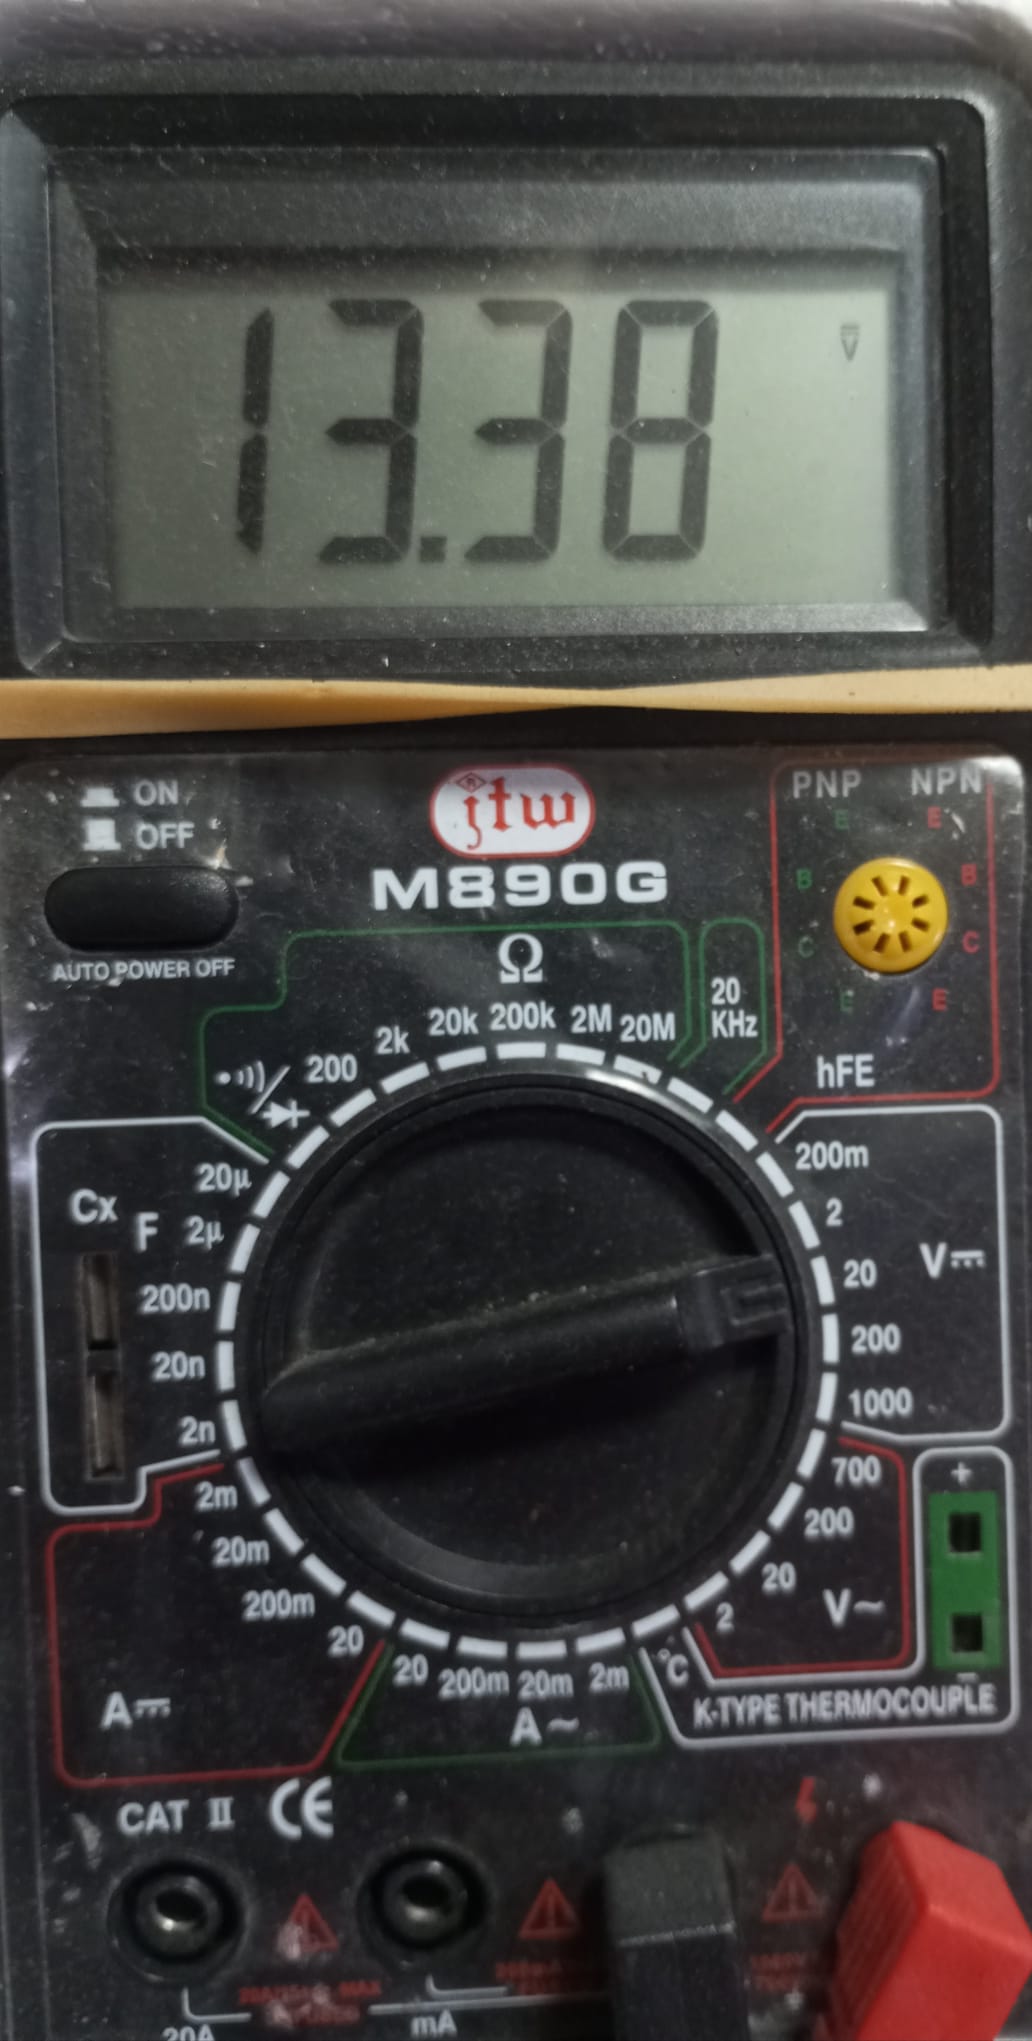 13.38
V
ON
OFF
AUTO POWER OFF
jtw
M890G
PNP NPN
E E
B B
C C
E E
hFE
Ω
200 2k 20k 200k 2M 20M
20
KHz
Cx
F
20µ
2µ
200n
20n
2n
200m
2
20
200
1000
V
700
200
20
2
V~
+
−
°C
K-TYPE THERMOCOUPLE
2m
20m
200m
20
A
20 200m 20m 2m
A~
CAT II CE
20A
mA